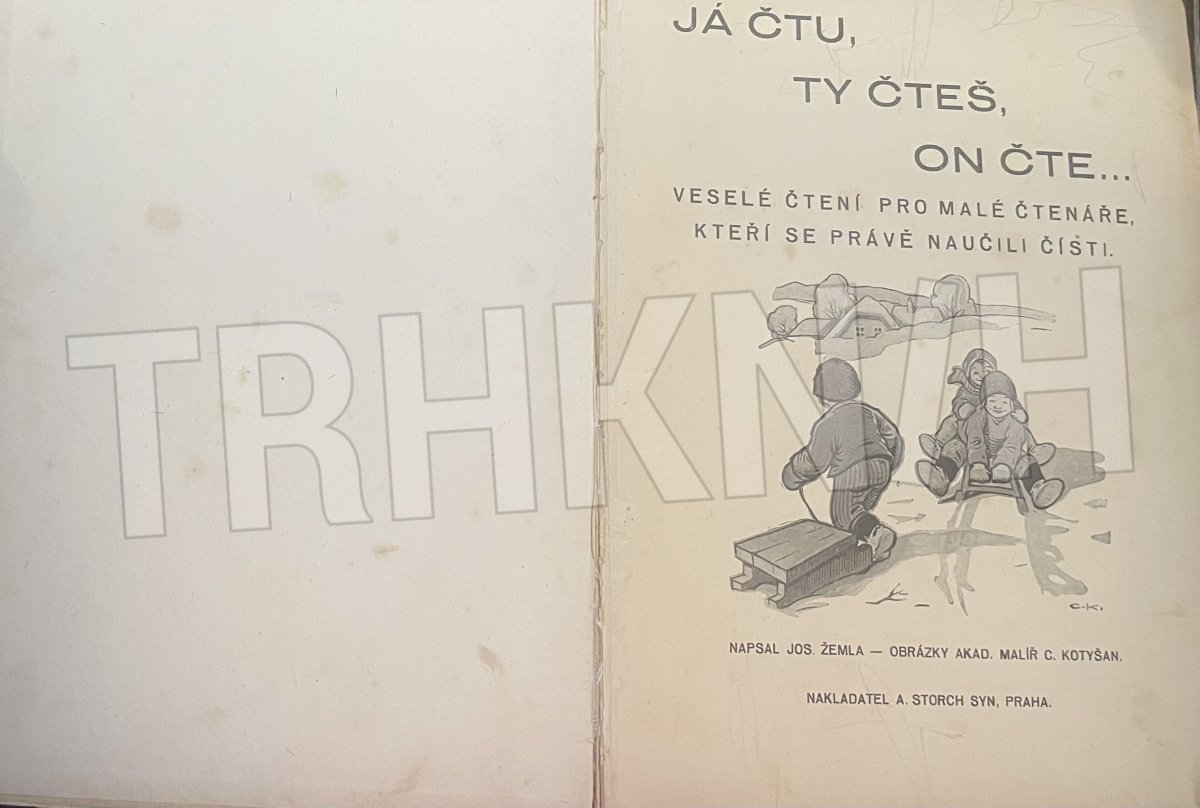 JÁ ČTU,
TY ČTEŠ,
ON ČTE...
VESELÉ ČTENÍ PRO MALÉ ČTENÁŘE,
KTEŘÍ SE PRÁVĚ NAUČILI ČÍSTI.
TRHKNIH
C.K.
NAPSAL JOS. ŽEMLA — OBRÁZKY AKAD. MALÍŘ C. KOTYŠAN.
NAKLADATEL A. STORCH SYN, PRAHA.